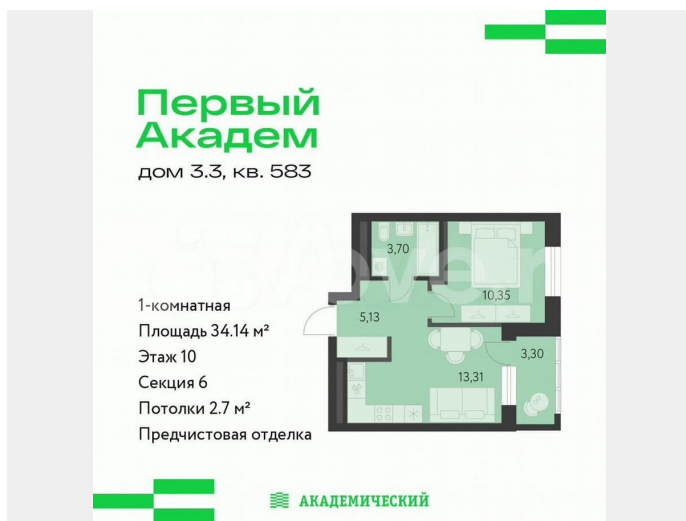 Первый
Академ
дом 3.3, кв. 583
3,70
10,35
1-комнатная
5,13
Площадь 34.14 м²
3,30
Этаж 10
13,31
Секция 6
Потолки 2.7 м²
Предчистовая отделка
АКАДЕМИЧЕСКИЙ